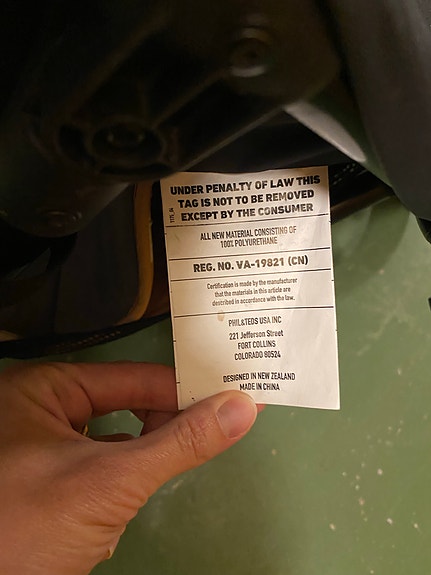 UNDER PENALTY OF LAW THIS
TAG IS NOT TO BE REMOVED
EXCEPT BY THE CONSUMER
ALL NEW MATERIAL CONSISTING OF
100% POLYURETHANE
REG. NO. VA-19821 (CN)
Certification is made by the manufacturer
that the materials in this article are
described in accordance with the law.
PHIL&TEDS USA INC
221 Jefferson Street
FORT COLLINS
COLORADO 80524
DESIGNED IN NEW ZEALAND
MADE IN CHINA